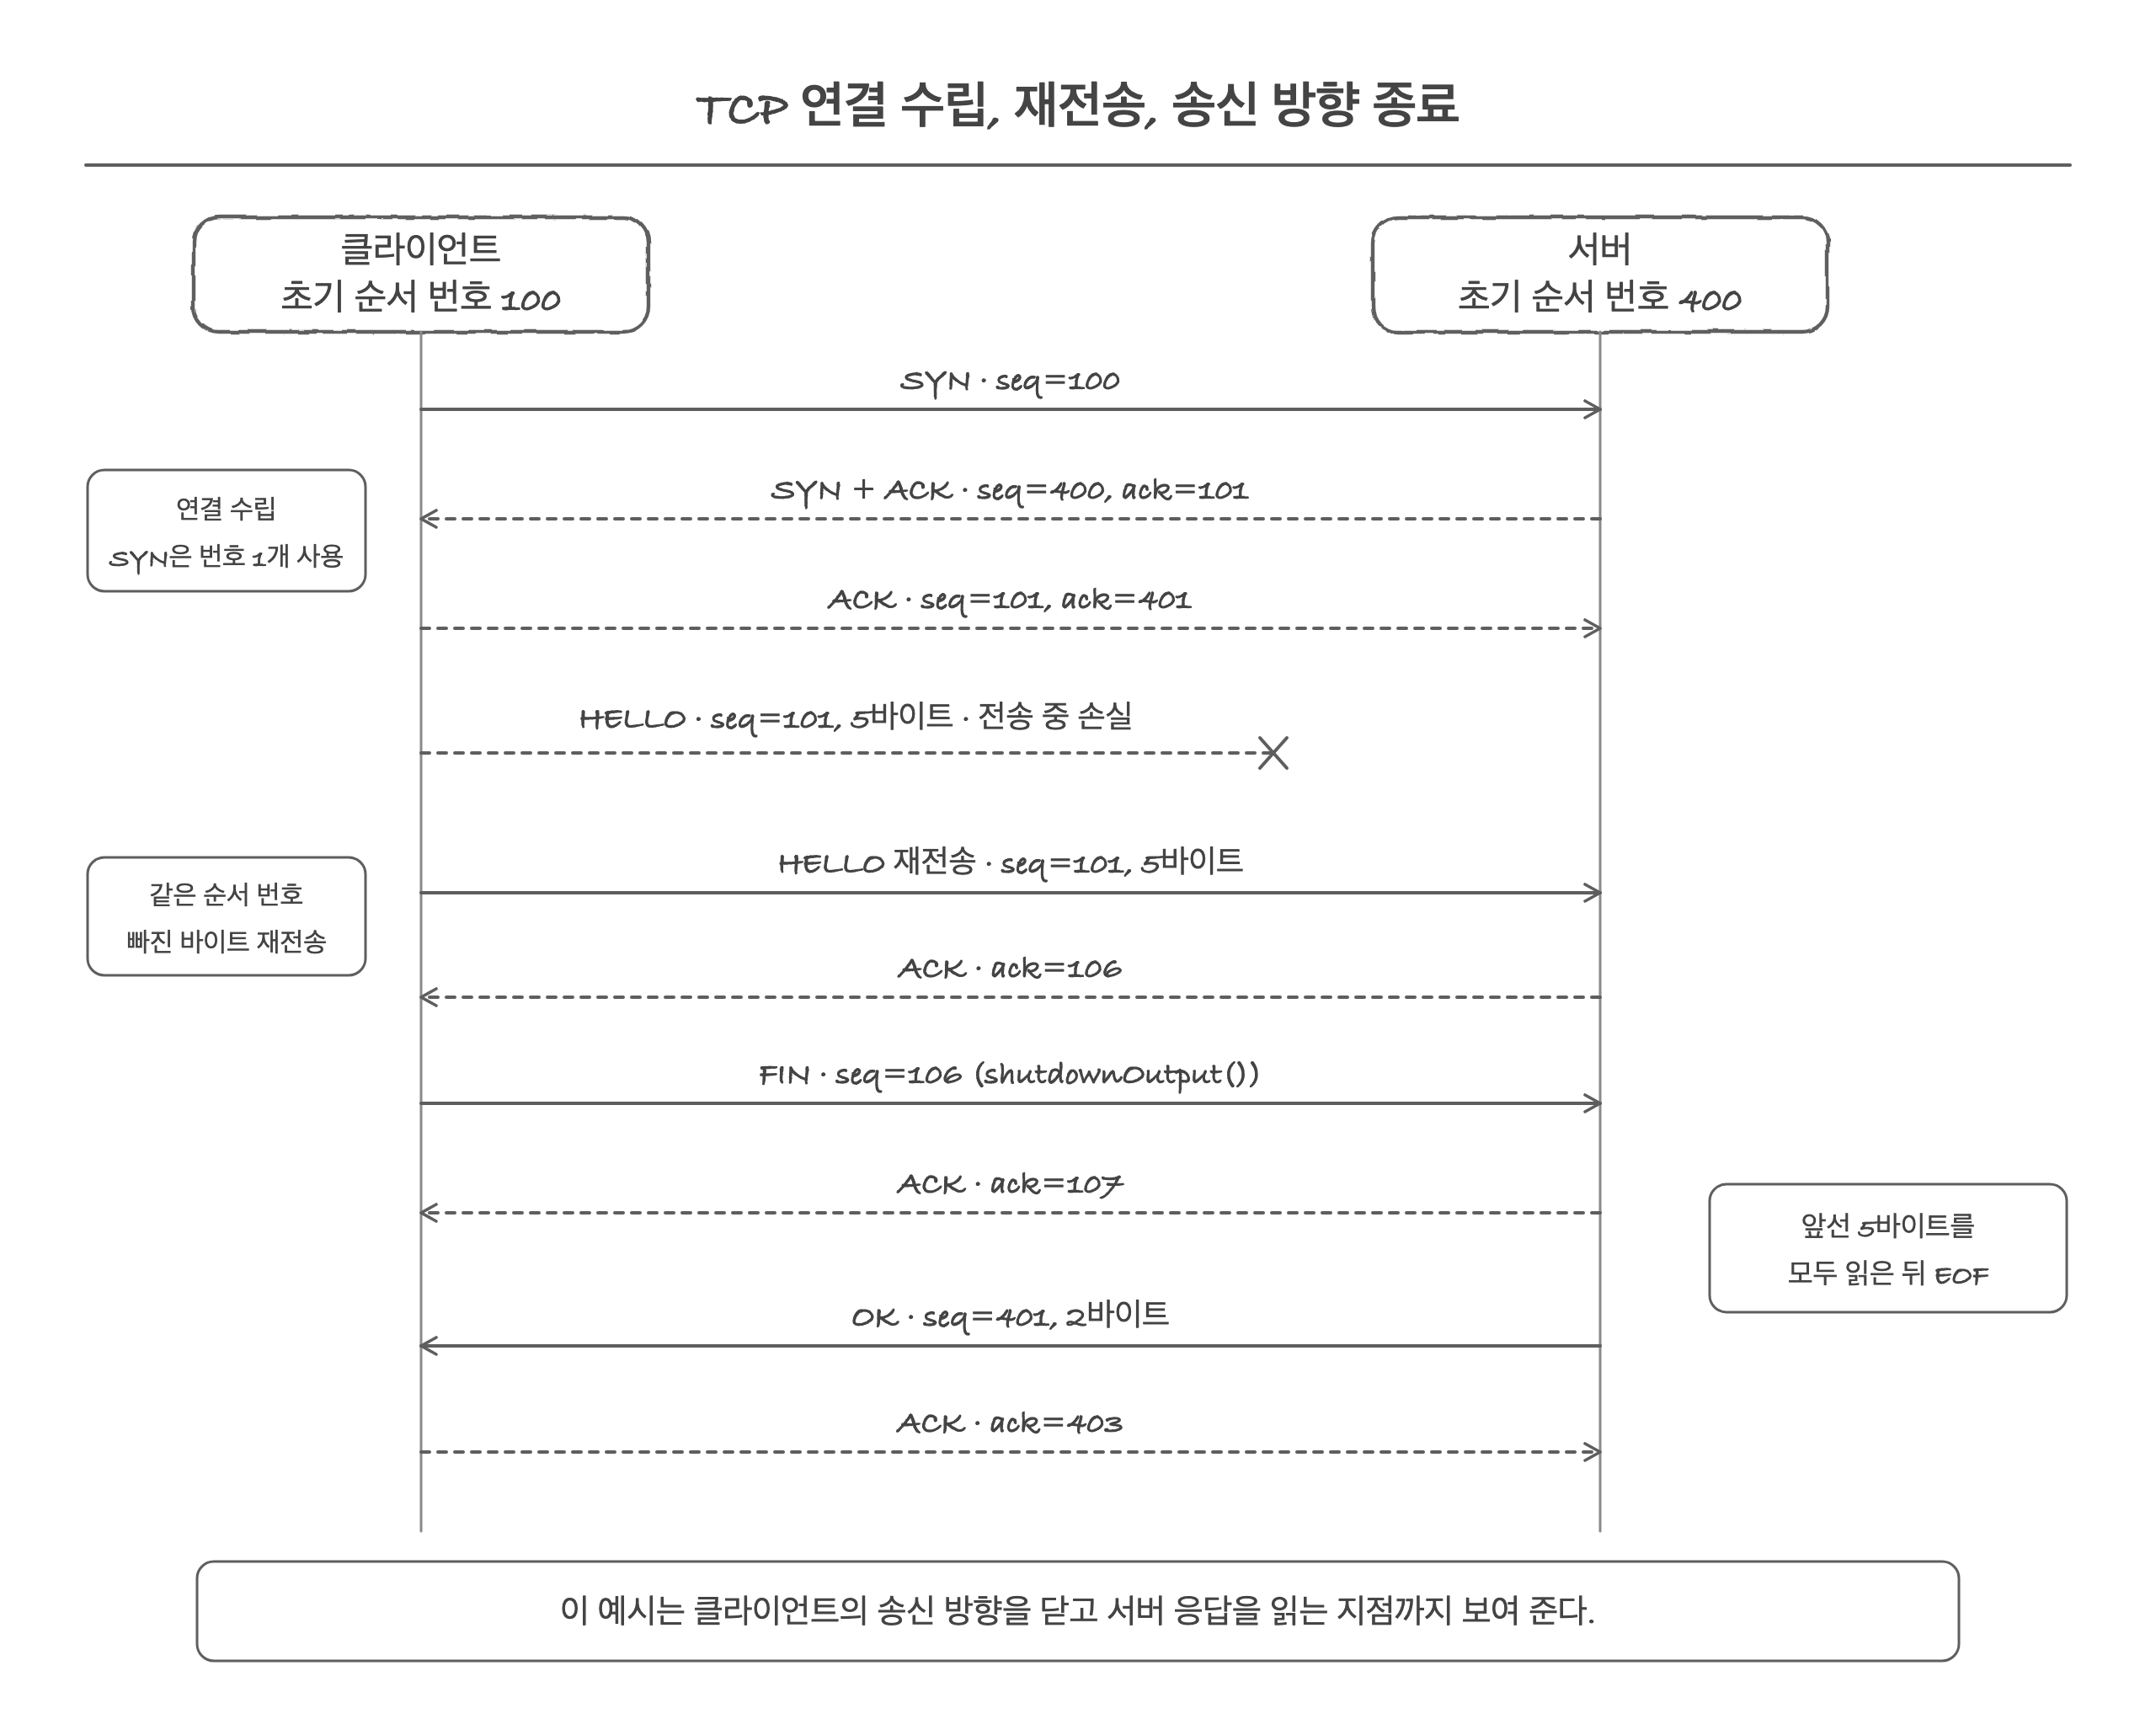 TCP 연결 수립, 재전송, 송신 방향 종료
클라이언트
초기 순서 번호 100
서버
초기 순서 번호 400
SYN · seq=100
SYN + ACK · seq=400, ack=101
연결 수립
SYN은 번호 1개 사용
ACK · seq=101, ack=401
HELLO · seq=101, 5바이트 · 전송 중 손실
HELLO 재전송 · seq=101, 5바이트
같은 순서 번호
빠진 바이트 재전송
ACK · ack=106
FIN · seq=106 (shutdownOutput())
ACK · ack=107
앞선 5바이트를
모두 읽은 뒤 EOF
OK · seq=401, 2바이트
ACK · ack=403
이 예시는 클라이언트의 송신 방향을 닫고 서버 응답을 읽는 지점까지 보여 준다.